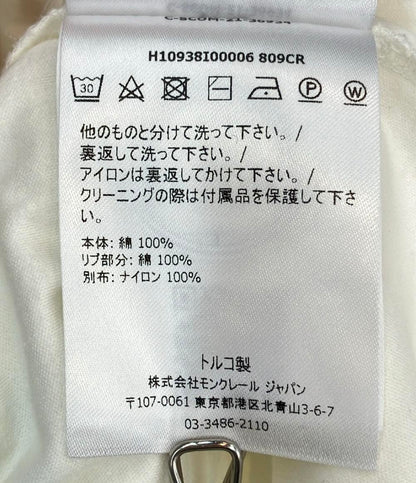 H10938I00006 809CR
30
P
W
他のものと分けて洗って下さい。/
裏返して洗って下さい。/
アイロンは裏返してかけて下さい。/
クリーニングの際は付属品を保護して下さ
い。
本体: 綿 100%
リブ部分: 綿 100%
別布: ナイロン 100%
トルコ製
株式会社モンクレール ジャパン
〒107-0061 東京都港区北青山3-6-7
03-3486-2110